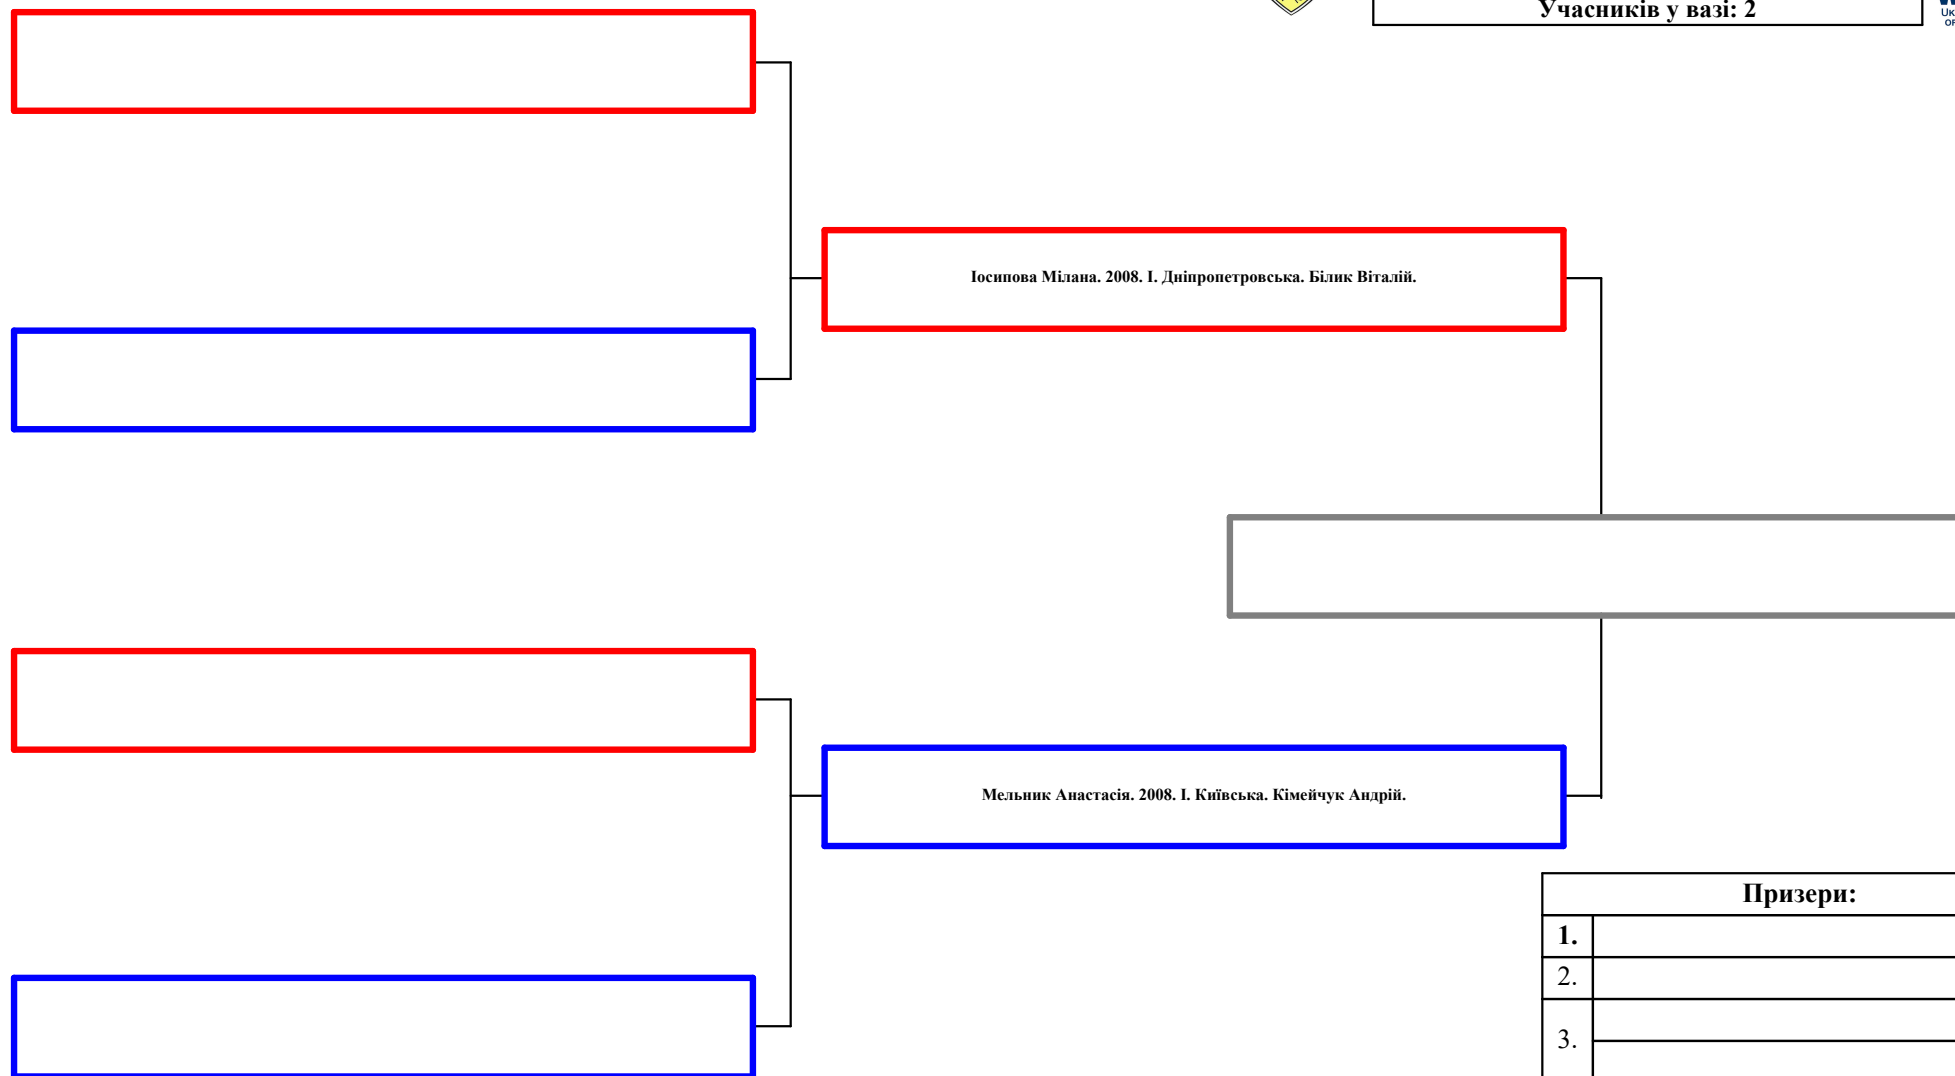 Учасників у вазі: 2
Іосипова Мілана. 2008. І. Дніпропетровська. Білик Віталій.
Мельник Анастасія. 2008. І. Київська. Кімейчук Андрій.
Призери:
1.
2.
3.